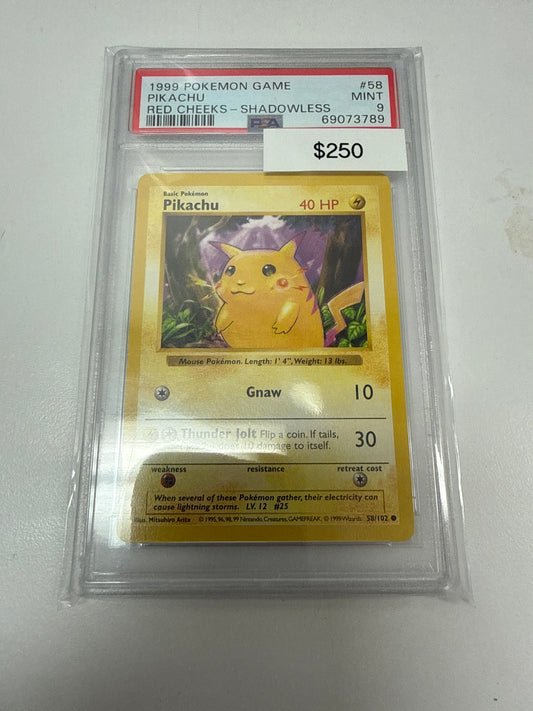 1999 POKEMON GAME #58
PIKACHU MINT
RED CHEEKS - SHADOWLESS 9
PSA 69073789
$250
Basic Pokémon
Pikachu 40 HP
Mouse Pokémon. Length: 1' 4", Weight: 13 lbs.
Gnaw 10
Thunder Jolt Flip a coin. If tails,
damage to itself. 30
weakness resistance retreat cost
When several of these Pokémon gather, their electricity can
cause lightning storms. LV. 12 #25
Illus. Mitsuhiro Arita © 1995, 96, 98, 99 Nintendo, Creatures, GAMEFREAK. © 1999 Wizards. 58/102